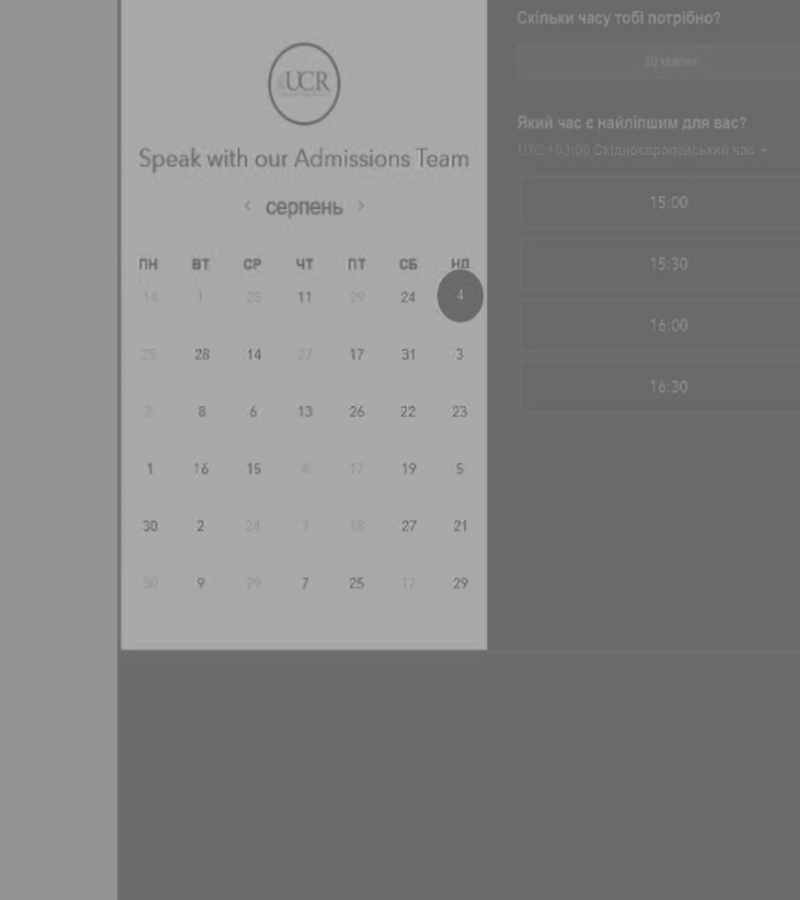 UCR
Speak with our Admissions Team
‹ серпень ›
ПН ВТ СР ЧТ ПТ СБ НД
14 1 28 11 29 24 4
25 28 14 27 17 31 3
7 8 6 13 26 22 23
1 16 15 6 17 19 5
30 2 24 7 18 27 21
30 9 29 7 25 17 29
Скільки часу тобі потрібно?
30 хвилин
Який час є найліпшим для вас?
UTC +03:00 Східноєвропейський час
15:00
15:30
16:00
16:30